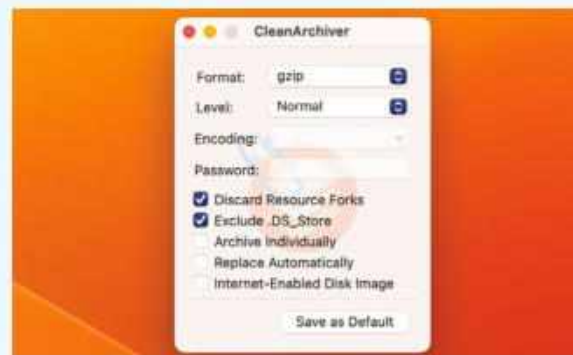 CleanArchiver
Format: gzip
Level: Normal
Encoding:
Password:
Discard Resource Forks
Exclude .DS_Store
Archive Individually
Replace Automatically
Internet-Enabled Disk Image
Save as Default